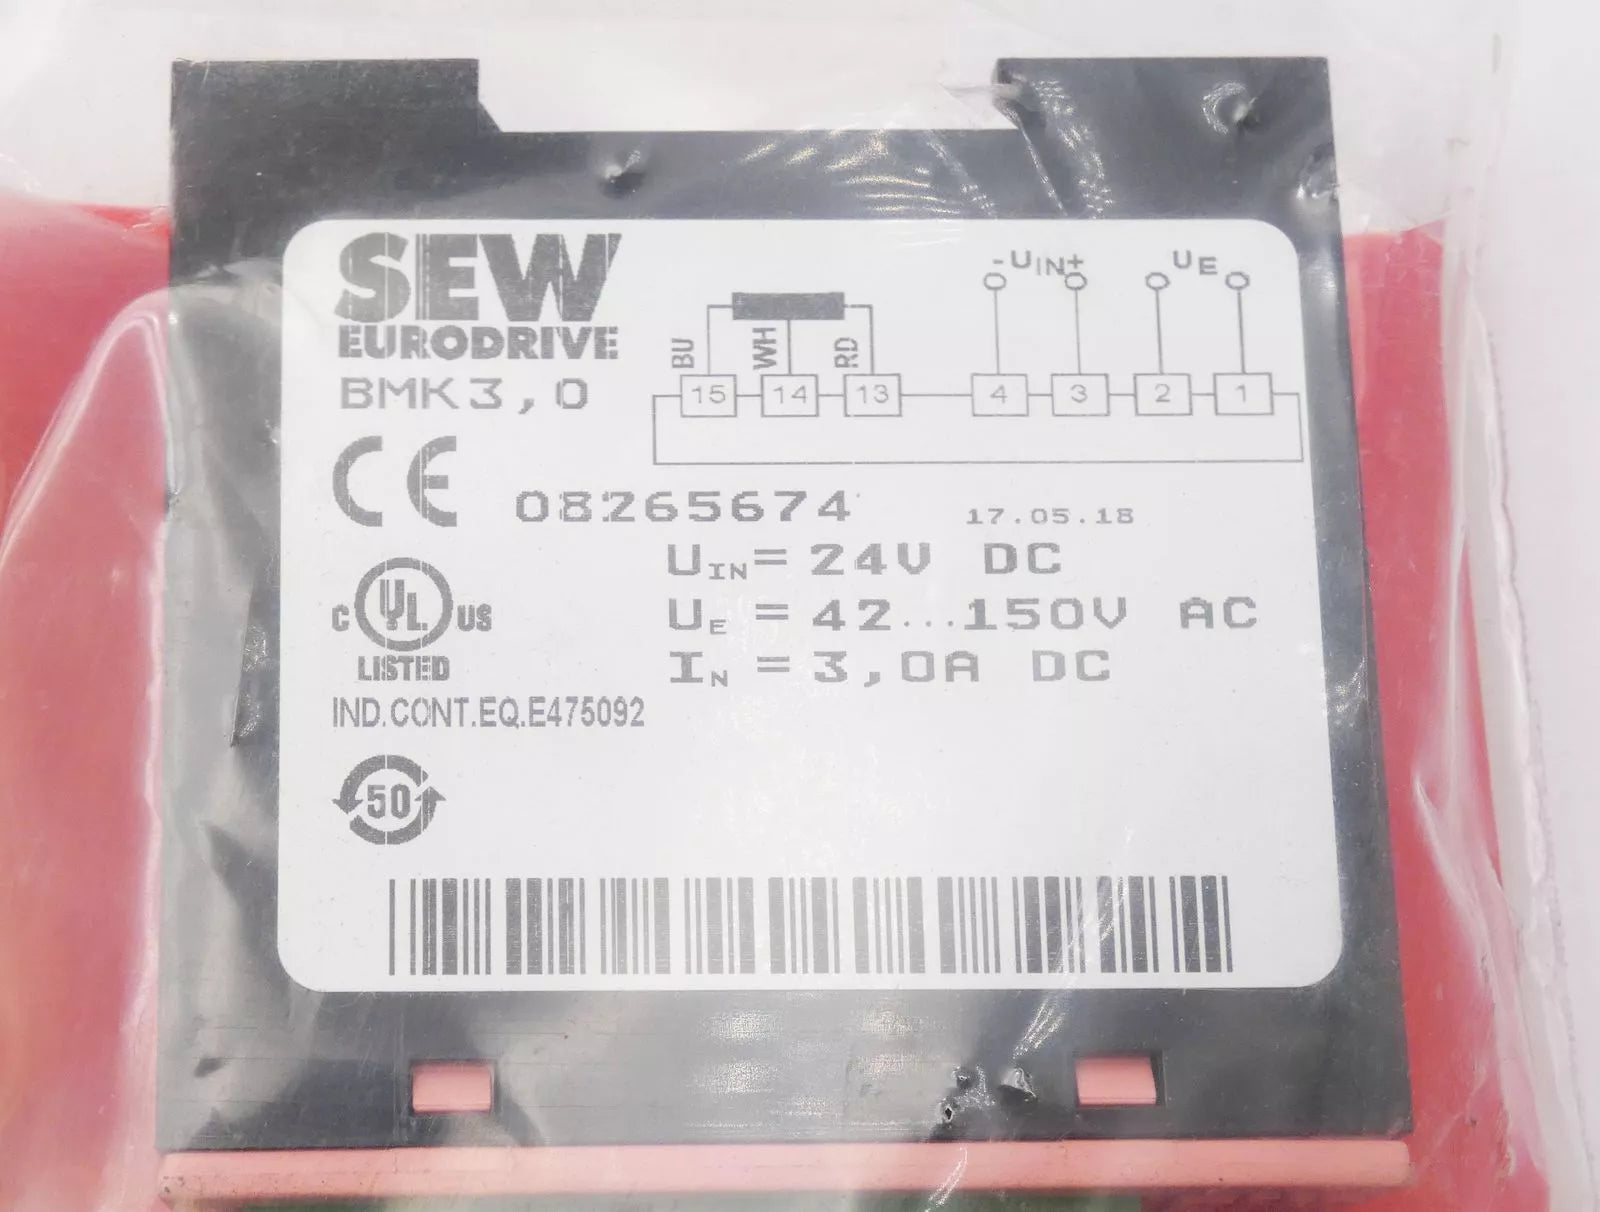 SEW
EURODRIVE
BMK3,0
BU WH RD
15 14 13 4 3 2 1
-UIN+ UE
CE
08265674 17.05.18
UIN= 24V DC
UE = 42...150V AC
IN = 3,0A DC
C UL US
LISTED
IND.CONT.EQ.E475092
50